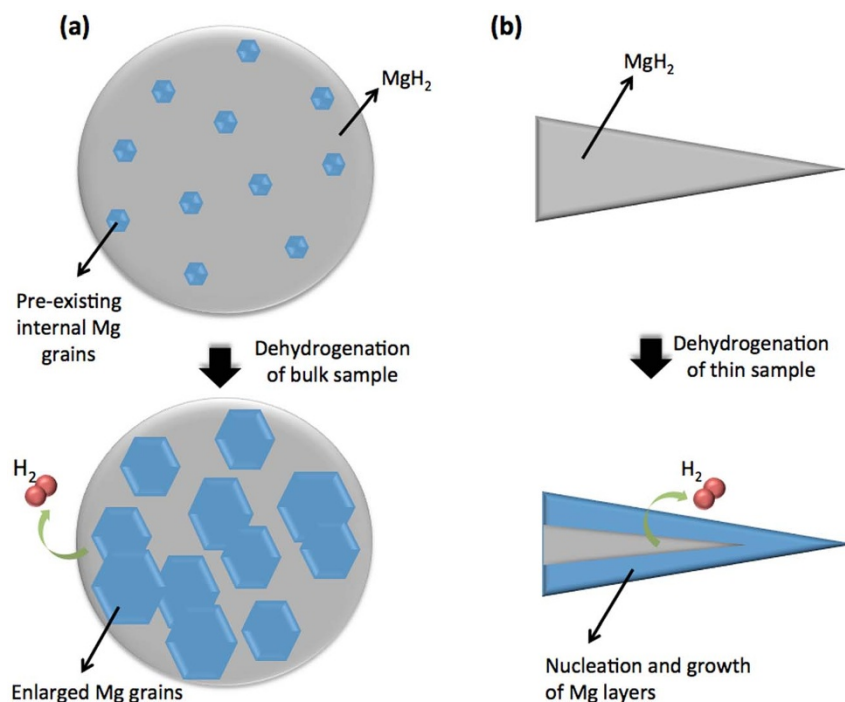 (a)
MgH₂
Pre-existing
internal Mg
grains
Dehydrogenation
of bulk sample
H₂
Enlarged Mg grains
(b)
MgH₂
Dehydrogenation
of thin sample
H₂
Nucleation and growth
of Mg layers